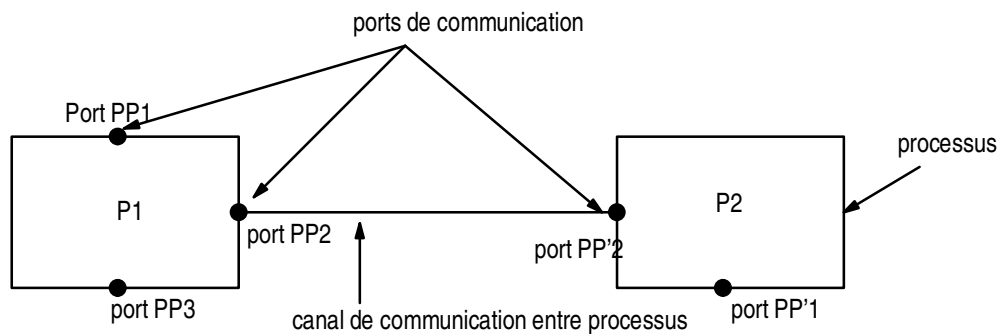 ports de communication
Port PP1
processus
P1
P2
port PP2
port PP'2
port PP3
port PP'1
canal de communication entre processus